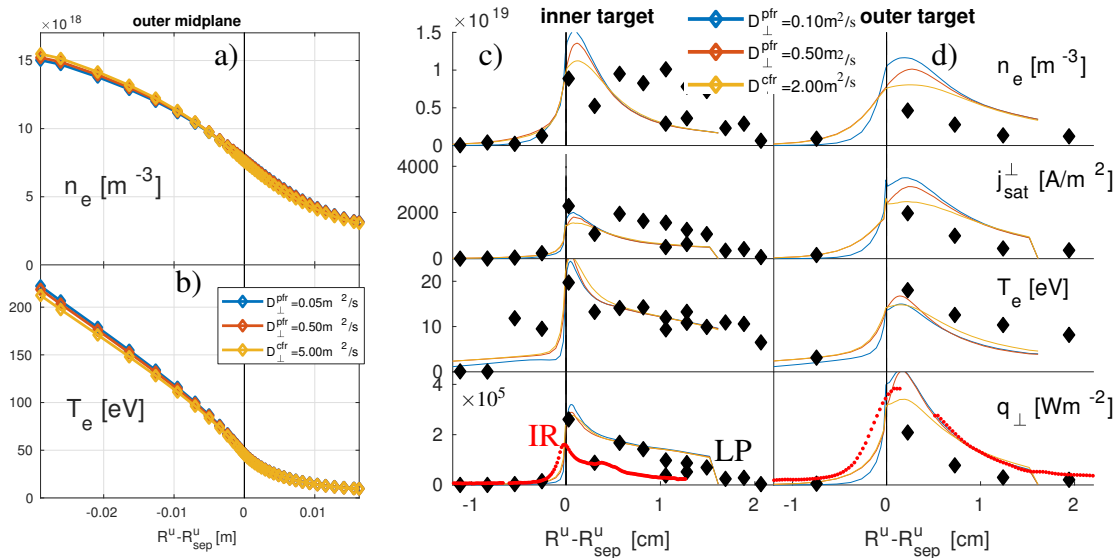 ×10^18 outer midplane
15
10
5
0
a)
n_e [m^-3]
250
200
150
100
50
0
b)
D_⊥^pfr=0.05m ^2/s
D_⊥^pfr=0.50m ^2/s
D_⊥^cfr=5.00m ^2/s
T_e [eV]
-0.02 -0.01 0 0.01
R^u-R^u_sep [m]
×10^19 inner target outer target
D_⊥^pfr=0.10m^2/s
D_⊥^pfr=0.50m2/s
D_⊥^cfr=2.00m^2/s
1.5
1
0.5
0
c) d)
n_e [m^-3]
4000
2000
0
j_sat^⊥ [A/m^2]
20
10
0
T_e [eV]
×10^5
4
2
0
IR
LP
q_⊥ [Wm^-2]
-1 0 1 2 -1 0 1 2
R^u-R^u_sep [cm] R^u-R^u_sep [cm]